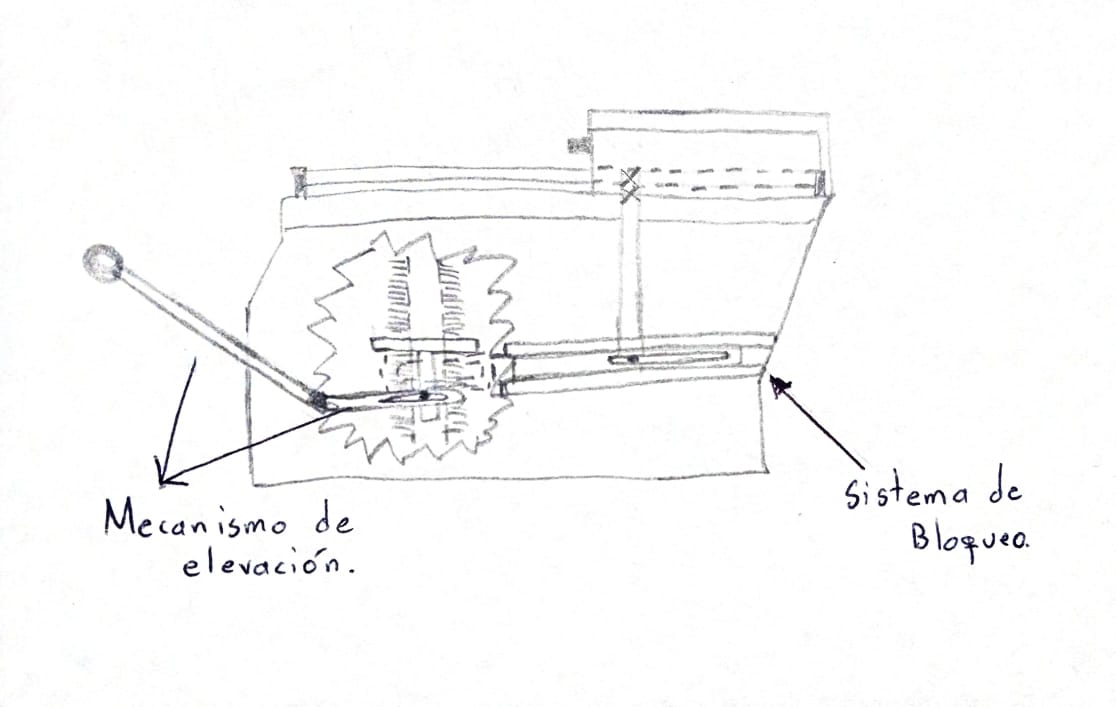 Mecanismo de
elevación.
Sistema de
Bloqueo.